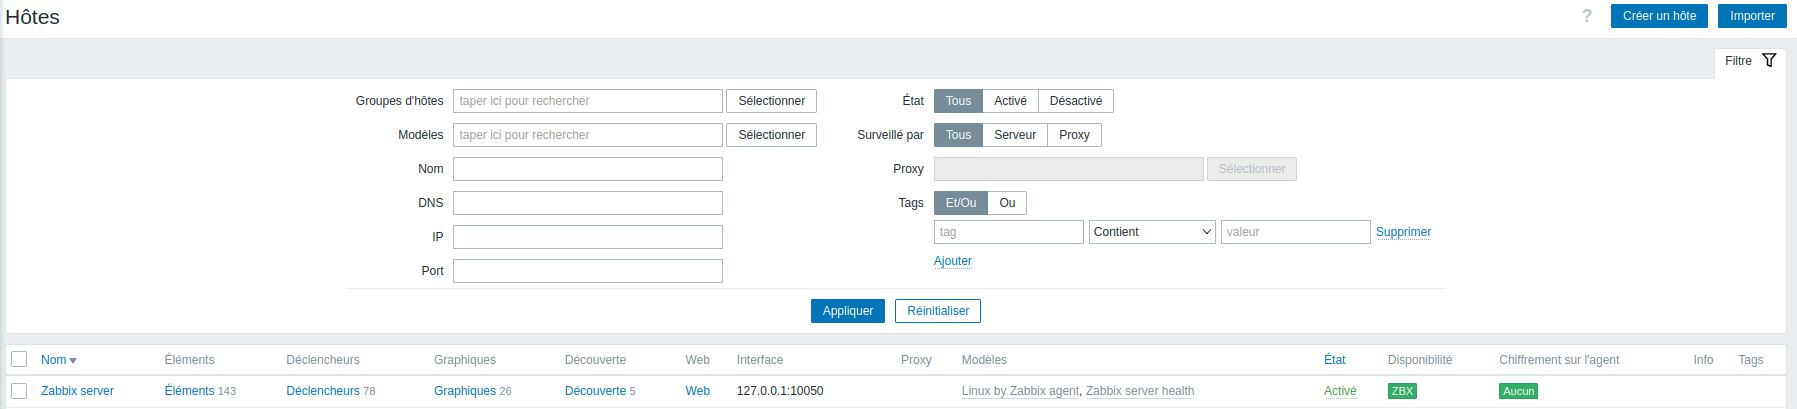 Hôtes
? Créer un hôte Importer
Filtre
Groupes d'hôtes taper ici pour rechercher Sélectionner
Modèles taper ici pour rechercher Sélectionner
Nom
DNS
IP
Port
État Tous Activé Désactivé
Surveillé par Tous Serveur Proxy
Proxy Sélectionner
Tags Et/Ou Ou
tag Contient valeur Supprimer
Ajouter
Appliquer Réinitialiser
Nom Éléments Déclencheurs Graphiques Découverte Web Interface Proxy Modèles État Disponibilité Chiffrement sur l'agent Info Tags
Zabbix server Éléments 143 Déclencheurs 78 Graphiques 26 Découverte 5 Web 127.0.0.1:10050 Linux by Zabbix agent, Zabbix server health Activé ZBX Aucun